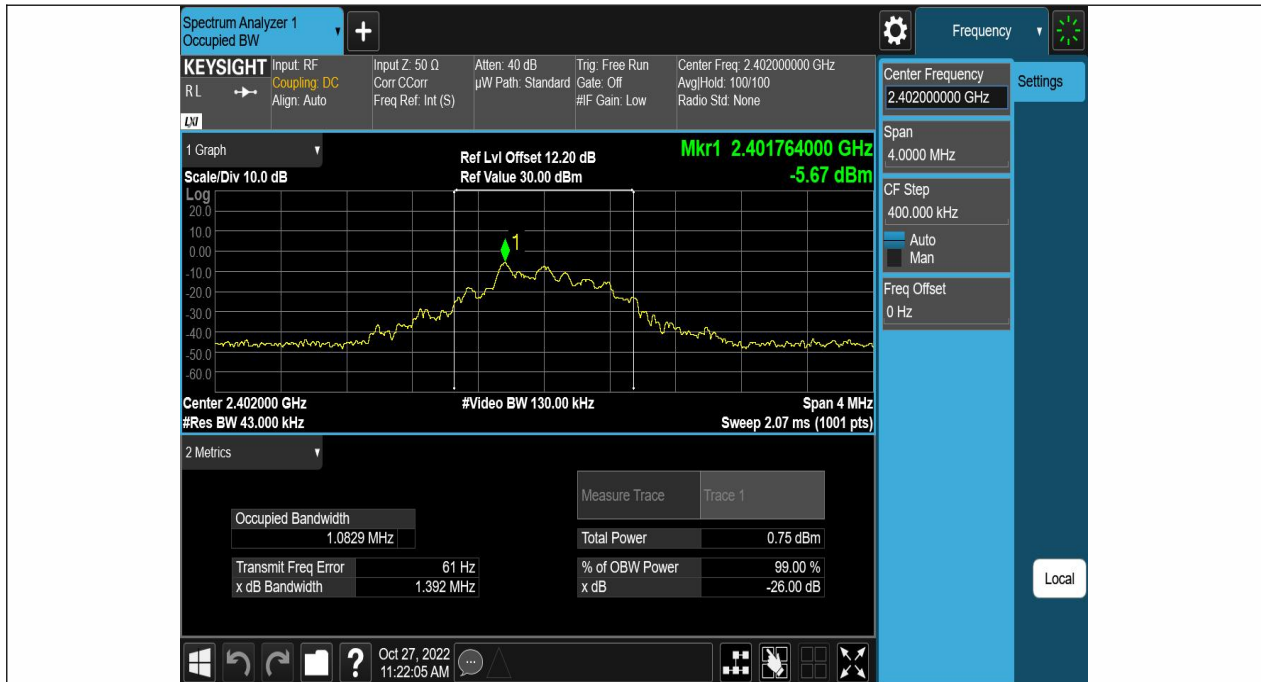 Spectrum Analyzer 1
Occupied BW
+
Frequency
KEYSIGHT
RL
LXI
Input: RF
Coupling: DC
Align: Auto
Input Z: 50 Ω
Corr CCorr
Freq Ref: Int (S)
Atten: 40 dB
µW Path: Standard
Trig: Free Run
Gate: Off
#IF Gain: Low
Center Freq: 2.402000000 GHz
Avg|Hold: 100/100
Radio Std: None
Center Frequency
2.402000000 GHz
Settings
Span
4.0000 MHz
CF Step
400.000 kHz
Auto
Man
Freq Offset
0 Hz
Local
1 Graph
Scale/Div 10.0 dB
Ref Lvl Offset 12.20 dB
Ref Value 30.00 dBm
Mkr1 2.401764000 GHz
-5.67 dBm
Log
20.0
10.0
0.00
-10.0
-20.0
-30.0
-40.0
-50.0
-60.0
1
Center 2.402000 GHz
#Res BW 43.000 kHz
#Video BW 130.00 kHz
Span 4 MHz
Sweep 2.07 ms (1001 pts)
2 Metrics
Measure Trace Trace 1
Occupied Bandwidth
1.0829 MHz
Total Power 0.75 dBm
Transmit Freq Error 61 Hz
% of OBW Power 99.00 %
x dB Bandwidth 1.392 MHz
x dB -26.00 dB
?
Oct 27, 2022
11:22:05 AM